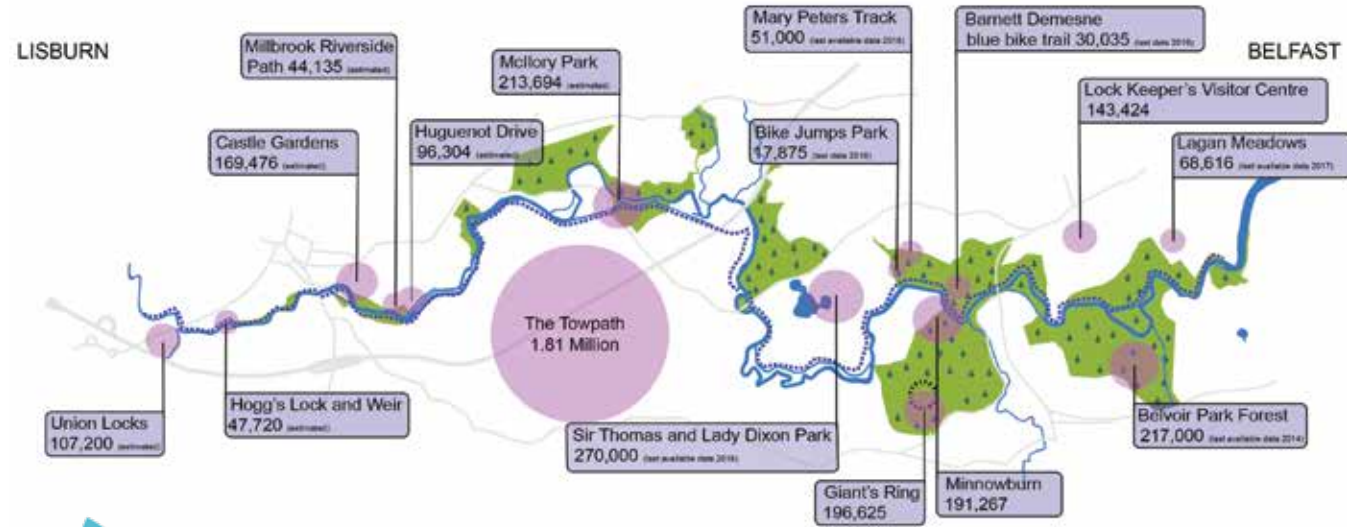 LISBURN
BELFAST
Millbrook Riverside
Path 44,135 (estimated)
McIlory Park
213,694 (estimated)
Mary Peters Track
51,000 (last available data 2016)
Barnett Demesne
blue bike trail 30,035 (last data 2016)
Lock Keeper's Visitor Centre
143,424
Castle Gardens
169,476 (estimated)
Huguenot Drive
96,304 (estimated)
Bike Jumps Park
17,875 (last data 2016)
Lagan Meadows
68,616 (last available data 2017)
The Towpath
1.81 Million
Union Locks
107,200 (estimated)
Hogg's Lock and Weir
47,720 (estimated)
Sir Thomas and Lady Dixon Park
270,000 (last available data 2016)
Belvoir Park Forest
217,000 (last available data 2014)
Giant's Ring
196,625
Minnowburn
191,267